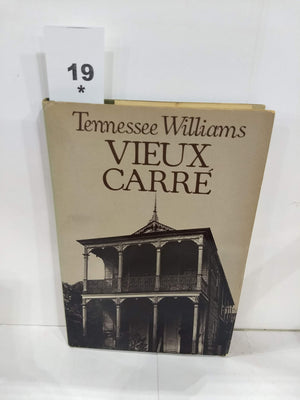 19
*
Tennessee Williams
VIEUX
CARRÉ